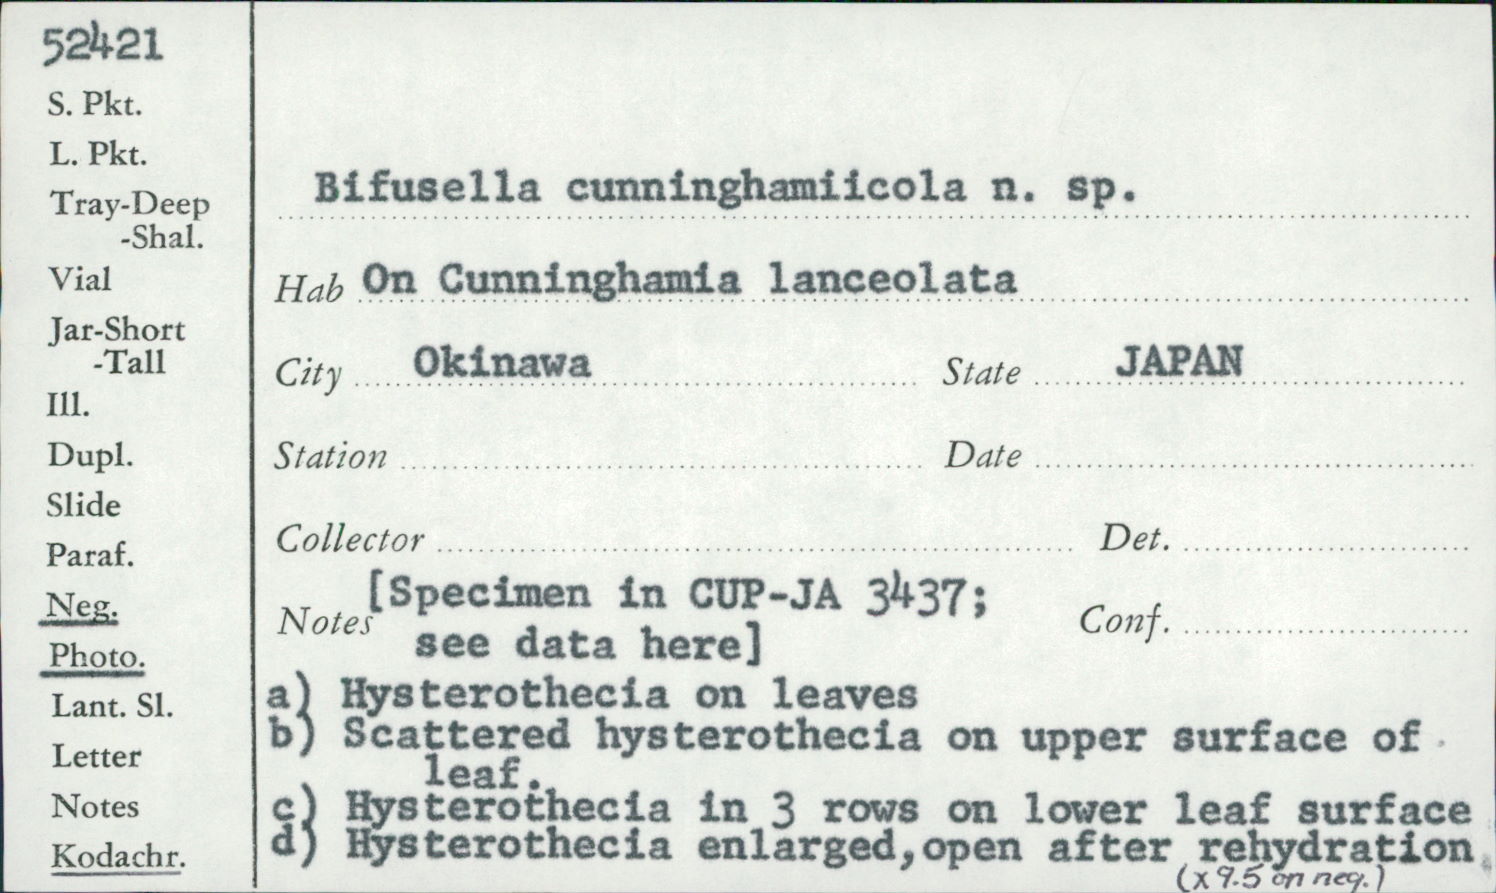 52421
S. Pkt.
L. Pkt.
Tray-Deep
-Shal.
Vial
Jar-Short
-Tall
Ill.
Dupl.
Slide
Paraf.
Neg.
Photo.
Lant. Sl.
Letter
Notes
Kodachr.
Bifusella cunninghamiicola n. sp.
Hab On Cunninghamia lanceolata
City Okinawa State JAPAN
Station Date
Collector Det.
Notes [Specimen in CUP-JA 3437; Conf.
see data here]
a) Hysterothecia on leaves
b) Scattered hysterothecia on upper surface of
leaf.
c) Hysterothecia in 3 rows on lower leaf surface
d) Hysterothecia enlarged,open after rehydration
(x 9.5 on neg.)